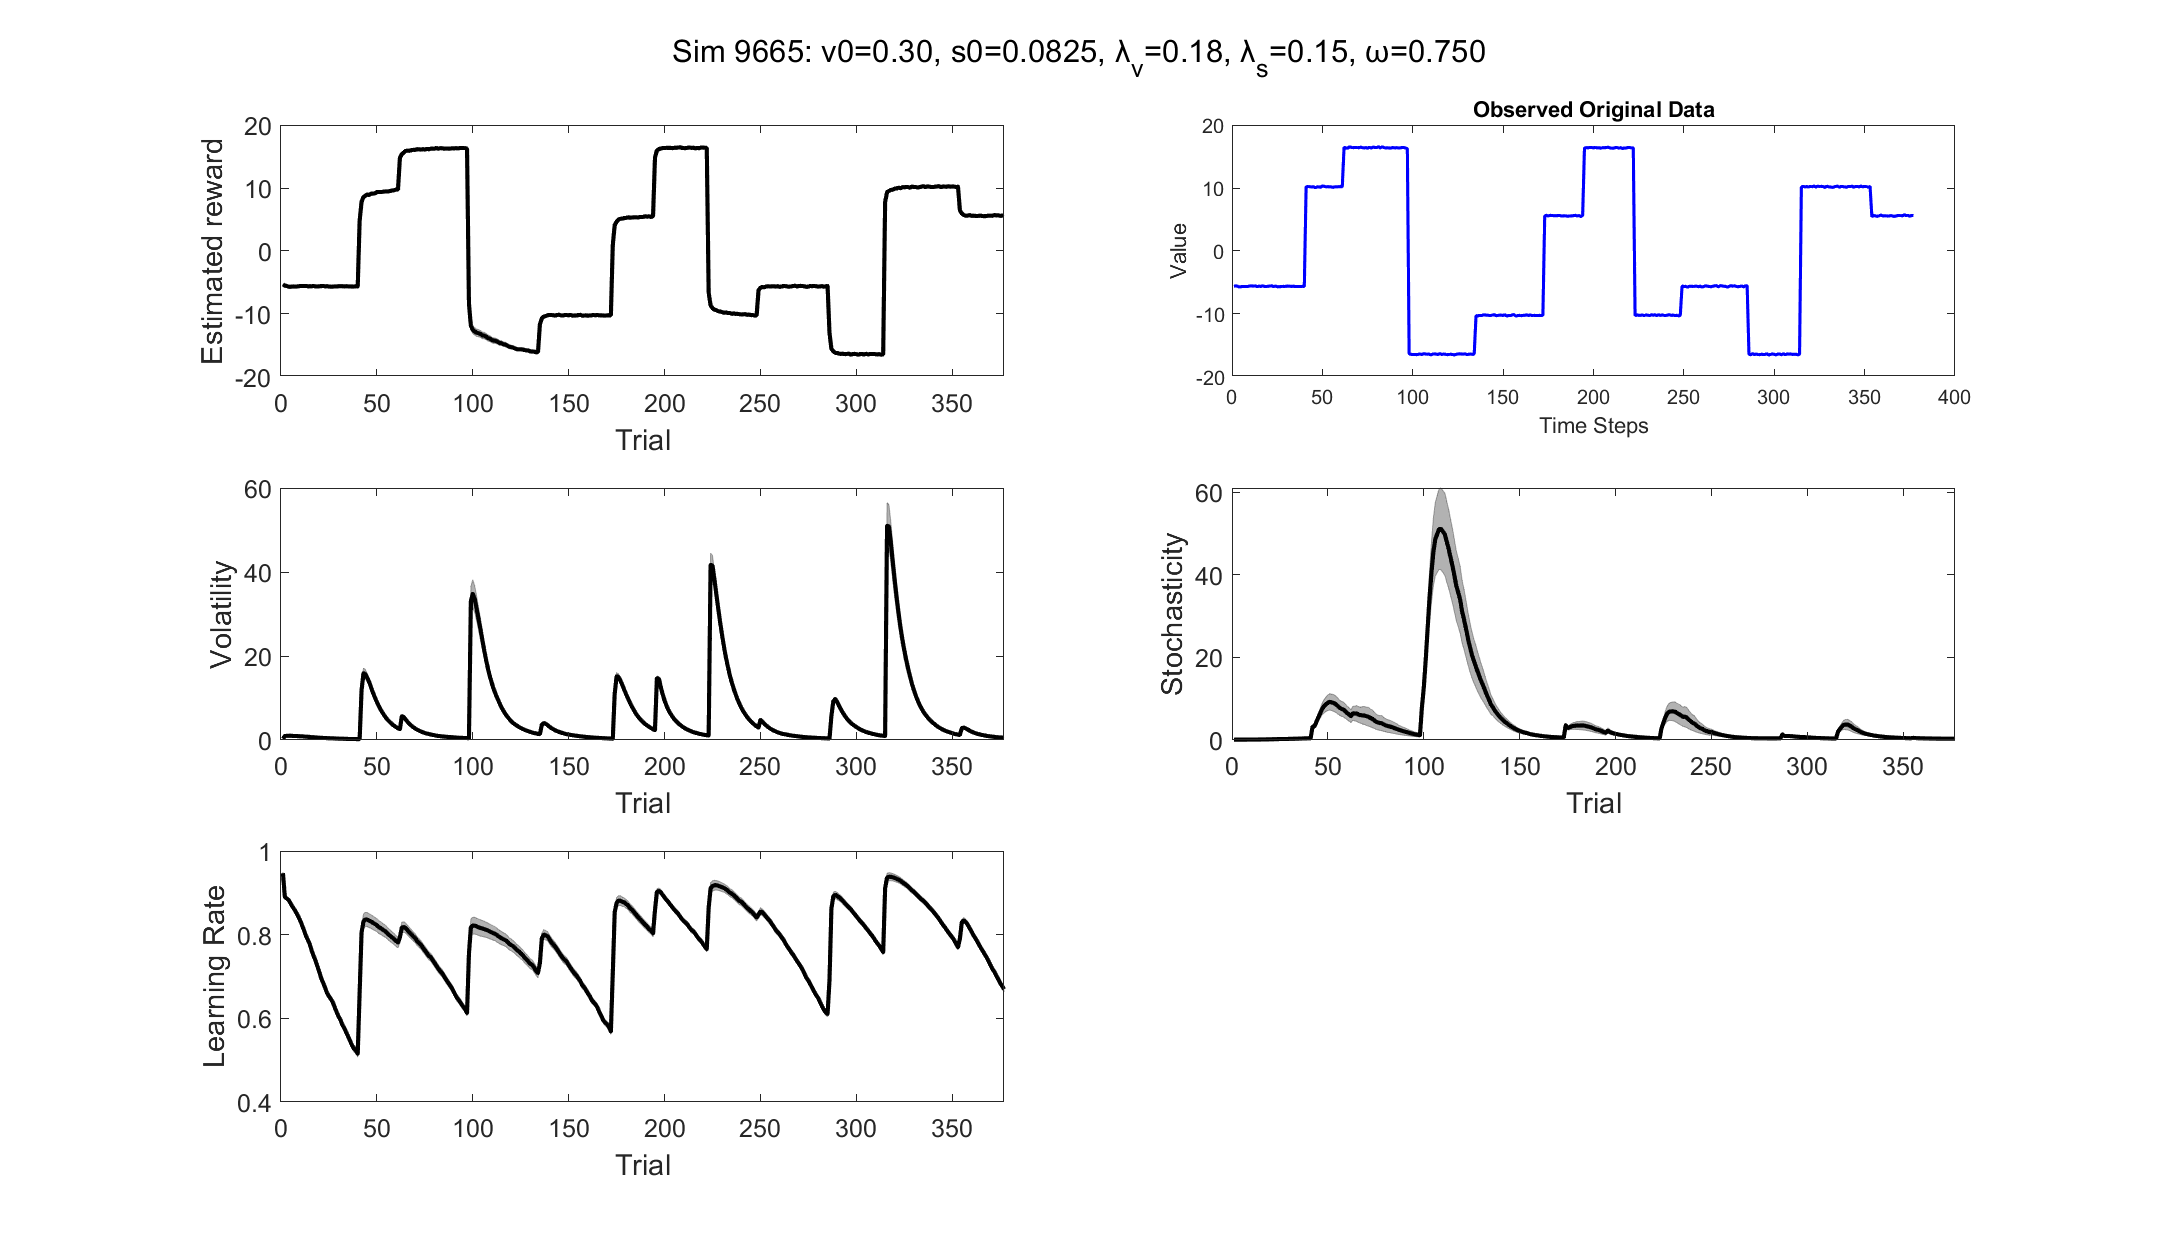 Sim 9665: v0=0.30, s0=0.0825, λv=0.18, λs=0.15, ω=0.750
Estimated reward
20
10
0
-10
-20
0 50 100 150 200 250 300 350
Trial
Observed Original Data
Value
20
10
0
-10
-20
0 50 100 150 200 250 300 350 400
Time Steps
Volatility
60
40
20
0
0 50 100 150 200 250 300 350
Trial
Stochasticity
60
40
20
0
0 50 100 150 200 250 300 350
Trial
Learning Rate
1
0.8
0.6
0.4
0 50 100 150 200 250 300 350
Trial